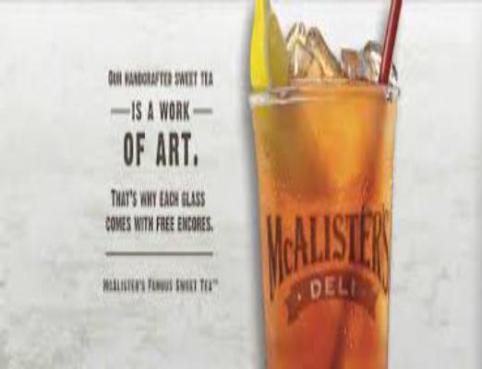 OUR HANDCRAFTED SWEET TEA
IS A WORK
OF ART.
THAT'S WHY EACH GLASS
COMES WITH FREE ENCORES.
MCALISTER'S FAMOUS SWEET TEA™
MCALISTER'S
DELI